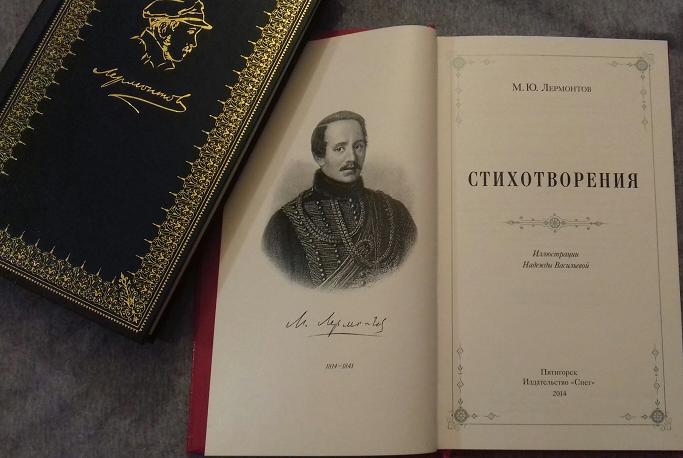 Лермонтов
М. Лермонтов
1814–1841
М. Ю. Лермонтов
СТИХОТВОРЕНИЯ
Иллюстрации
Надежды Васильевой
Пятигорск
Издательство «Снег»
2014